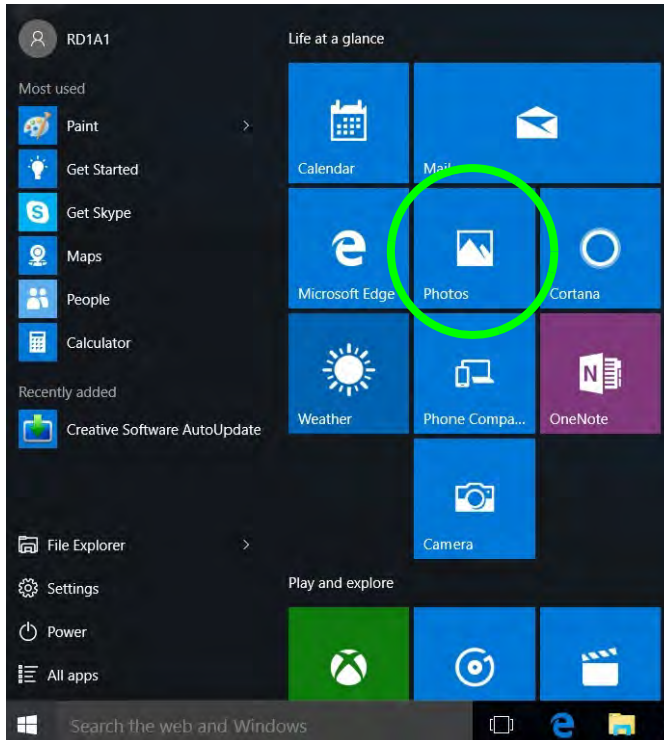 RD1A1
Most used
Paint
Get Started
Get Skype
Maps
People
Calculator
Recently added
Creative Software AutoUpdate
File Explorer
Settings
Power
All apps
Life at a glance
Calendar
Mail
Microsoft Edge
Photos
Cortana
Weather
Phone Compa...
OneNote
Camera
Play and explore
Search the web and Windows